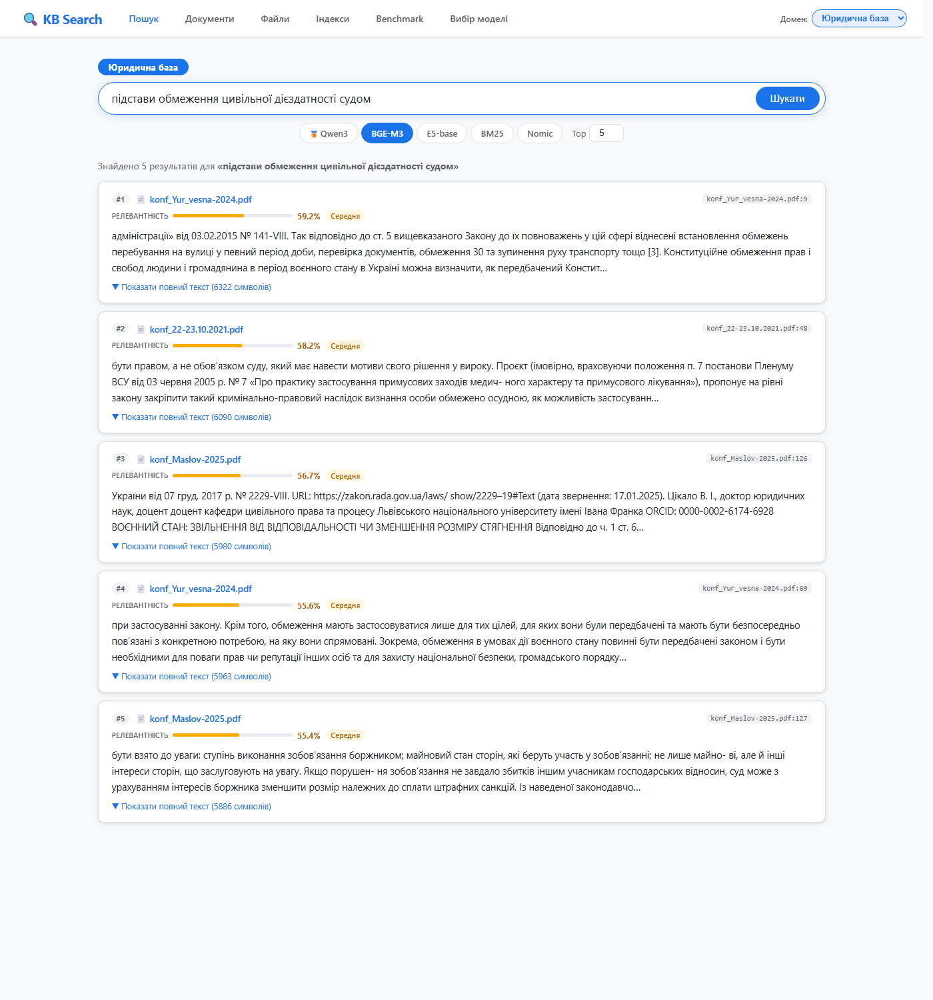 KB Search Пошук Документи Файли Індекси Benchmark Вибір моделі Домен: Юридична база
Юридична база
підстави обмеження цивільної дієздатності судом Шукати
Qwen3 BGE-M3 E5-base BM25 Nomic Top 5
Знайдено 5 результатів для «підстави обмеження цивільної дієздатності судом»
#1 konf_Yur_vesna-2024.pdf konf_Yur_vesna-2024.pdf:9
РЕЛЕВАНТНІСТЬ 59.2% Середня
адміністрації» від 03.02.2015 № 141-VIII. Так відповідно до ст. 5 вищевказаного Закону до їх повноважень у цій сфері віднесені встановлення обмежень
перебування на вулиці у певний період доби, перевірка документів, обмеження 30 та зупинення руху транспорту тощо [3]. Конституційне обмеження прав і
свобод людини і громадянина в період воєнного стану в Україні можна визначити, як передбачений Констит...
▼ Показати повний текст (6322 символів)
#2 konf_22-23.10.2021.pdf konf_22-23.10.2021.pdf:48
РЕЛЕВАНТНІСТЬ 58.2% Середня
бути правом, а не обов’язком суду, який має навести мотиви свого рішення у вироку. Проєкт (імовірно, враховуючи положення п. 7 постанови Пленуму
ВСУ від 03 червня 2005 р. № 7 «Про практику застосування примусових заходів медич- ного характеру та примусового лікування»), пропонує на рівні
закону закріпити такий кримінально-правовий наслідок визнання особи обмежено осудною, як можливість застосуванн...
▼ Показати повний текст (6090 символів)
#3 konf_Maslov-2025.pdf konf_Maslov-2025.pdf:126
РЕЛЕВАНТНІСТЬ 56.7% Середня
України від 07 груд. 2017 р. № 2229-VIII. URL: https://zakon.rada.gov.ua/laws/ show/2229–19#Text (дата звернення: 17.01.2025). Цікало В. І., доктор юридичних
наук, доцент доцент кафедри цивільного права та процесу Львівського національного університету імені Івана Франка ORCID: 0000-0002-6174-6928
ВОЄННИЙ СТАН: ЗВІЛЬНЕННЯ ВІД ВІДПОВІДАЛЬНОСТІ ЧИ ЗМЕНШЕННЯ РОЗМІРУ СТЯГНЕННЯ Відповідно до ч. 1 ст. 6...
▼ Показати повний текст (5980 символів)
#4 konf_Yur_vesna-2024.pdf konf_Yur_vesna-2024.pdf:69
РЕЛЕВАНТНІСТЬ 55.6% Середня
при застосуванні закону. Крім того, обмеження мають застосовуватися лише для тих цілей, для яких вони були передбачені та мають бути безпосередньо
пов’язані з конкретною потребою, на яку вони спрямовані. Зокрема, обмеження в умовах дії воєнного стану повинні бути передбачені законом і бути
необхідними для поваги прав чи репутації інших осіб та для захисту національної безпеки, громадського порядку...
▼ Показати повний текст (5963 символів)
#5 konf_Maslov-2025.pdf konf_Maslov-2025.pdf:127
РЕЛЕВАНТНІСТЬ 55.4% Середня
бути взято до уваги: ступінь виконання зобов’язання боржником; майновий стан сторін, які беруть участь у зобов’язанні; не лише майно- ві, але й інші
інтереси сторін, що заслуговують на увагу. Якщо порушен- ня зобов’язання не завдало збитків іншим учасникам господарських відносин, суд може з
урахуванням інтересів боржника зменшити розмір належних до сплати штрафних санкцій. Із наведеної законодавчо...
▼ Показати повний текст (5886 символів)